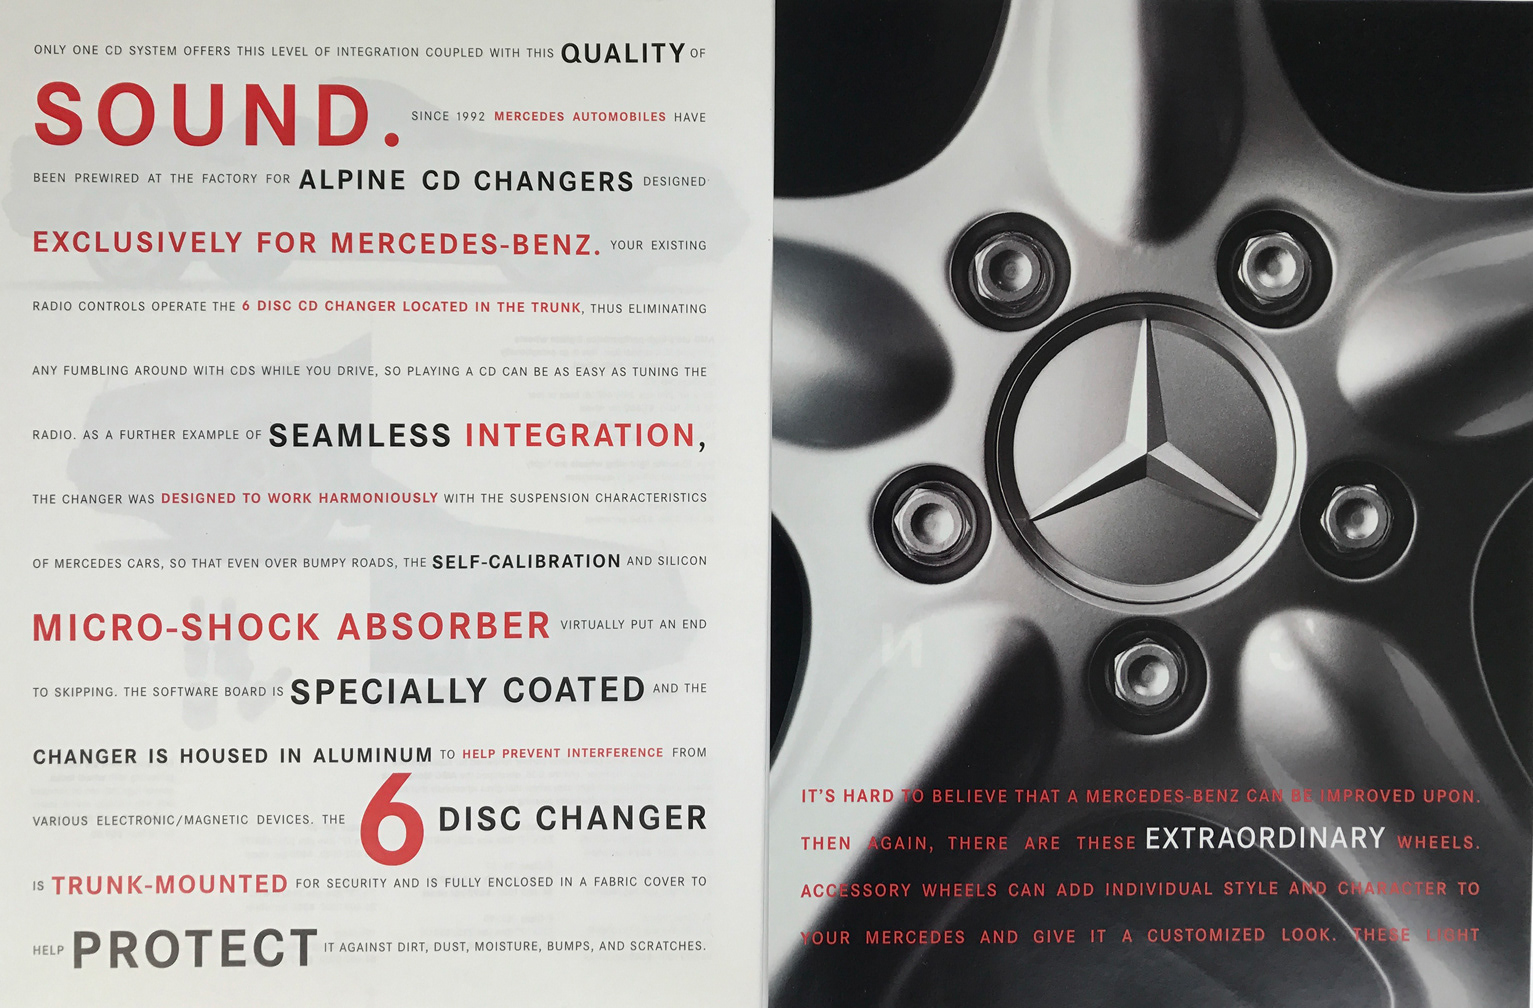 ONLY ONE CD SYSTEM OFFERS THIS LEVEL OF INTEGRATION COUPLED WITH THIS QUALITY OF
SOUND. SINCE 1992 MERCEDES AUTOMOBILES HAVE
BEEN PREWIRED AT THE FACTORY FOR ALPINE CD CHANGERS DESIGNED
EXCLUSIVELY FOR MERCEDES-BENZ. YOUR EXISTING
RADIO CONTROLS OPERATE THE 6 DISC CD CHANGER LOCATED IN THE TRUNK, THUS ELIMINATING
ANY FUMBLING AROUND WITH CDS WHILE YOU DRIVE, SO PLAYING A CD CAN BE AS EASY AS TUNING THE
RADIO. AS A FURTHER EXAMPLE OF SEAMLESS INTEGRATION,
THE CHANGER WAS DESIGNED TO WORK HARMONIOUSLY WITH THE SUSPENSION CHARACTERISTICS
OF MERCEDES CARS, SO THAT EVEN OVER BUMPY ROADS, THE SELF-CALIBRATION AND SILICON
MICRO-SHOCK ABSORBER VIRTUALLY PUT AN END
TO SKIPPING. THE SOFTWARE BOARD IS SPECIALLY COATED AND THE
CHANGER IS HOUSED IN ALUMINUM TO HELP PREVENT INTERFERENCE FROM
VARIOUS ELECTRONIC/MAGNETIC DEVICES. THE 6 DISC CHANGER
IS TRUNK-MOUNTED FOR SECURITY AND IS FULLY ENCLOSED IN A FABRIC COVER TO
HELP PROTECT IT AGAINST DIRT, DUST, MOISTURE, BUMPS, AND SCRATCHES.
IT'S HARD TO BELIEVE THAT A MERCEDES-BENZ CAN BE IMPROVED UPON.
THEN AGAIN, THERE ARE THESE EXTRAORDINARY WHEELS.
ACCESSORY WHEELS CAN ADD INDIVIDUAL STYLE AND CHARACTER TO
YOUR MERCEDES AND GIVE IT A CUSTOMIZED LOOK. THESE LIGHT